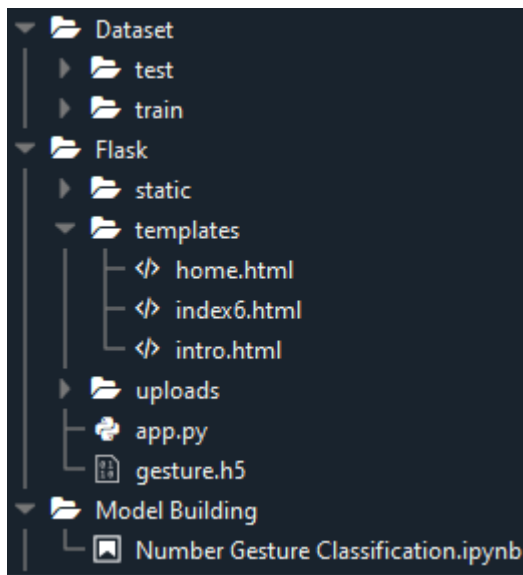 Dataset
test
train
Flask
static
templates
home.html
index6.html
intro.html
uploads
app.py
gesture.h5
Model Building
Number Gesture Classification.ipynb